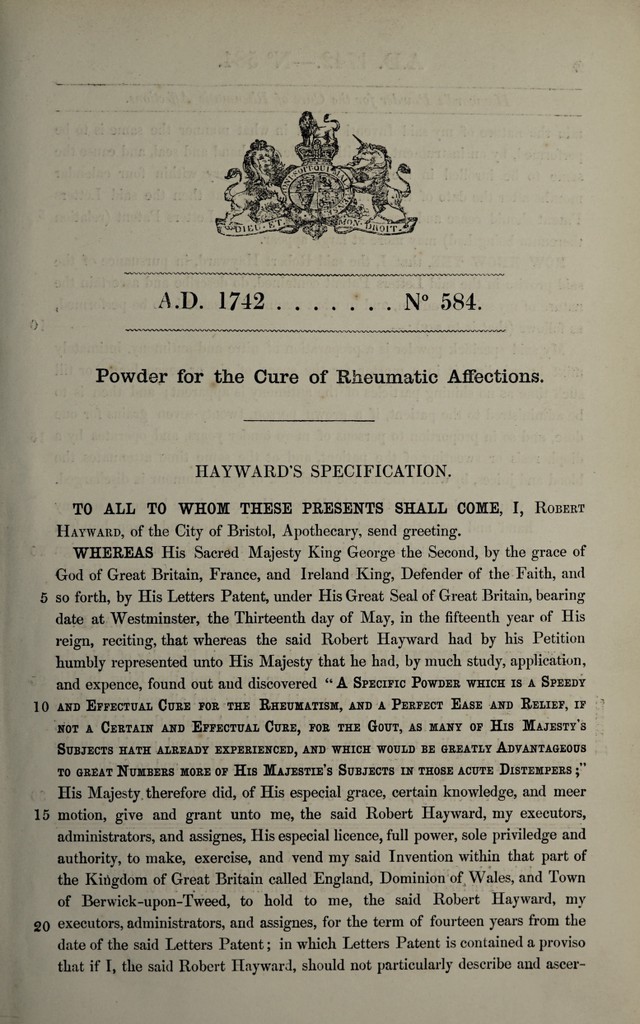 DIEU ET MON DROIT.
A.D. 1742 . . . . . . . Nº 584.
Powder for the Cure of Rheumatic Affections.
HAYWARD'S SPECIFICATION.
TO ALL TO WHOM THESE PRESENTS SHALL COME, I, ROBERT
HAYWARD, of the City of Bristol, Apothecary, send greeting.
WHEREAS His Sacred Majesty King George the Second, by the grace of
God of Great Britain, France, and Ireland King, Defender of the Faith, and
5 so forth, by His Letters Patent, under His Great Seal of Great Britain, bearing
date at Westminster, the Thirteenth day of May, in the fifteenth year of His
reign, reciting, that whereas the said Robert Hayward had by his Petition
humbly represented unto His Majesty that he had, by much study, application,
and expence, found out and discovered " A SPECIFIC POWDER WHICH IS A SPEEDY
10 AND EFFECTUAL CURE FOR THE RHEUMATISM, AND A PERFECT EASE AND RELIEF, IF
NOT A CERTAIN AND EFFECTUAL CURE, FOR THE GOUT, AS MANY OF HIS MAJESTY'S
SUBJECTS HATH ALREADY EXPERIENCED, AND WHICH WOULD BE GREATLY ADVANTAGEOUS
TO GREAT NUMBERS MORE OF HIS MAJESTIE'S SUBJECTS IN THOSE ACUTE DISTEMPERS ;"
His Majesty therefore did, of His especial grace, certain knowledge, and meer
15 motion, give and grant unto me, the said Robert Hayward, my executors,
administrators, and assignes, His especial licence, full power, sole priviledge and
authority, to make, exercise, and vend my said Invention within that part of
the Kingdom of Great Britain called England, Dominion of Wales, and Town
of Berwick-upon-Tweed, to hold to me, the said Robert Hayward, my
20 executors, administrators, and assignes, for the term of fourteen years from the
date of the said Letters Patent ; in which Letters Patent is contained a proviso
that if I, the said Robert Hayward, should not particularly describe and ascer-